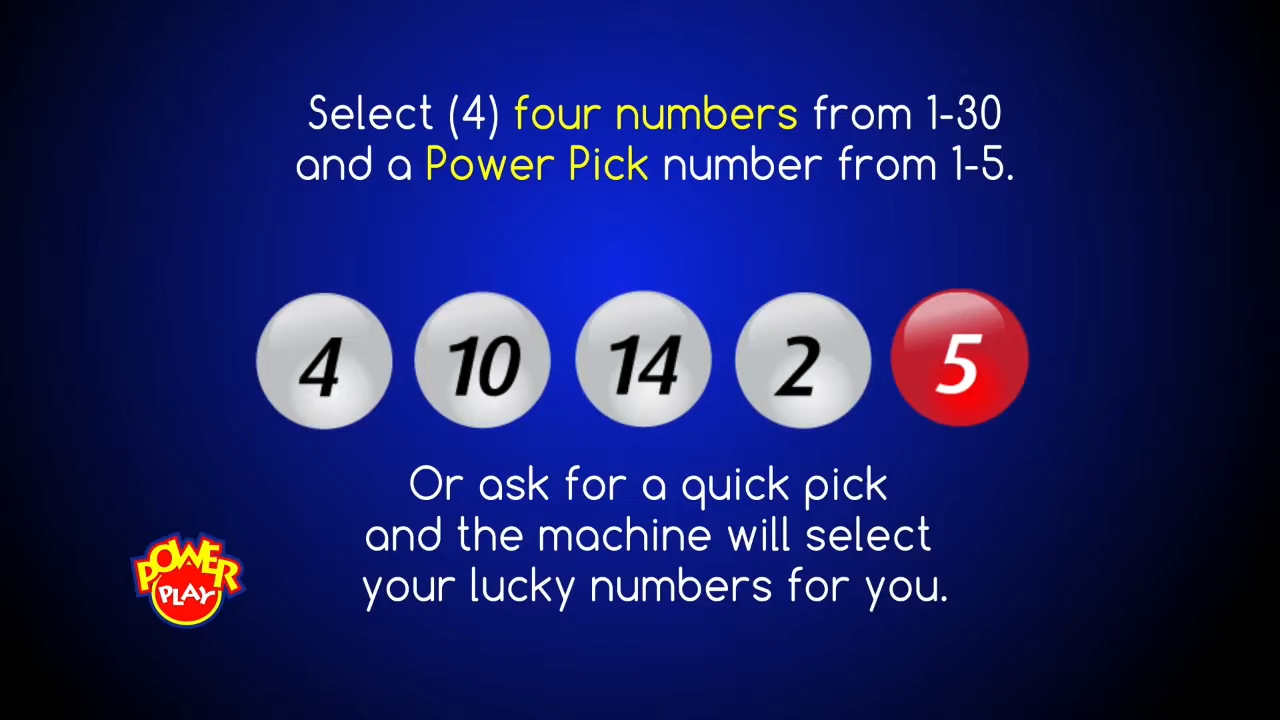 Select (4) four numbers from 1-30
and a Power Pick number from 1-5.
4 10 14 2 5
Or ask for a quick pick
and the machine will select
your lucky numbers for you.
POWER
PLAY